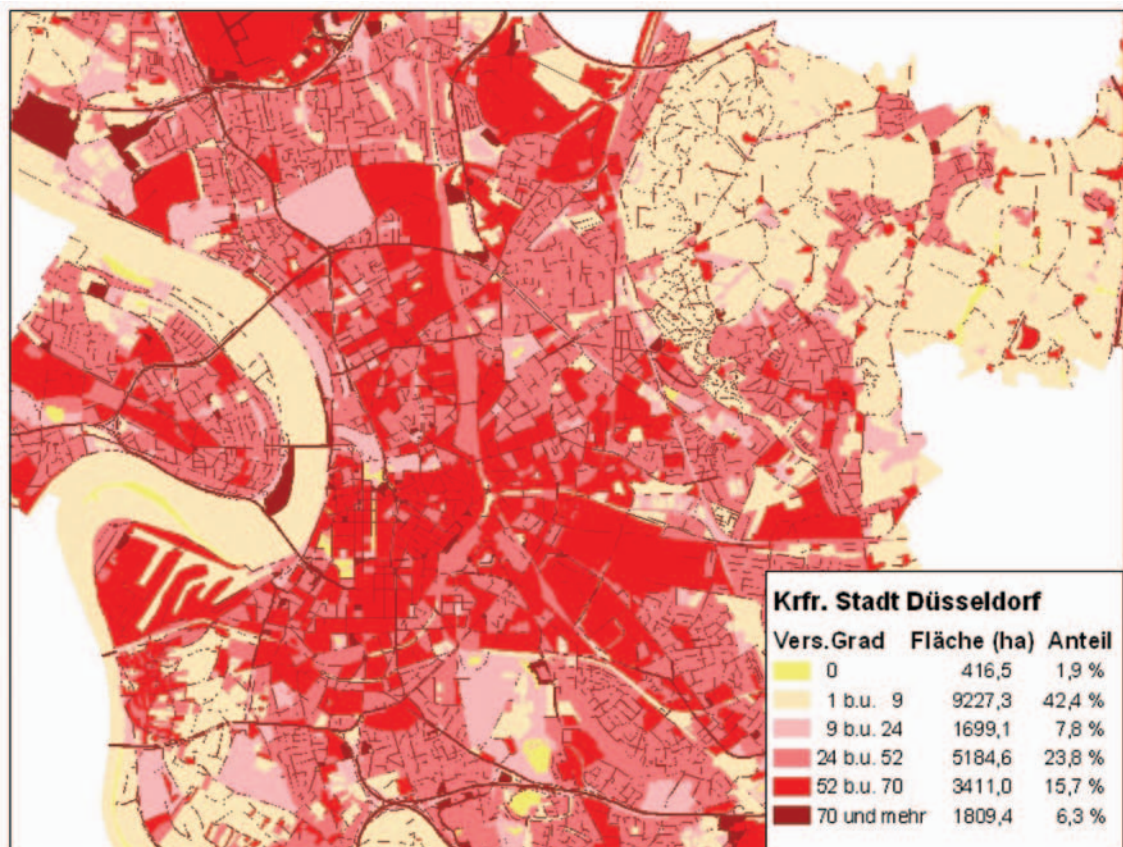 Krfr. Stadt Düsseldorf
Vers.Grad Fläche (ha) Anteil
0 416,5 1,9 %
1 b.u. 9 9227,3 42,4 %
9 b.u. 24 1699,1 7,8 %
24 b.u. 52 5184,6 23,8 %
52 b.u. 70 3411,0 15,7 %
70 und mehr 1809,4 6,3 %